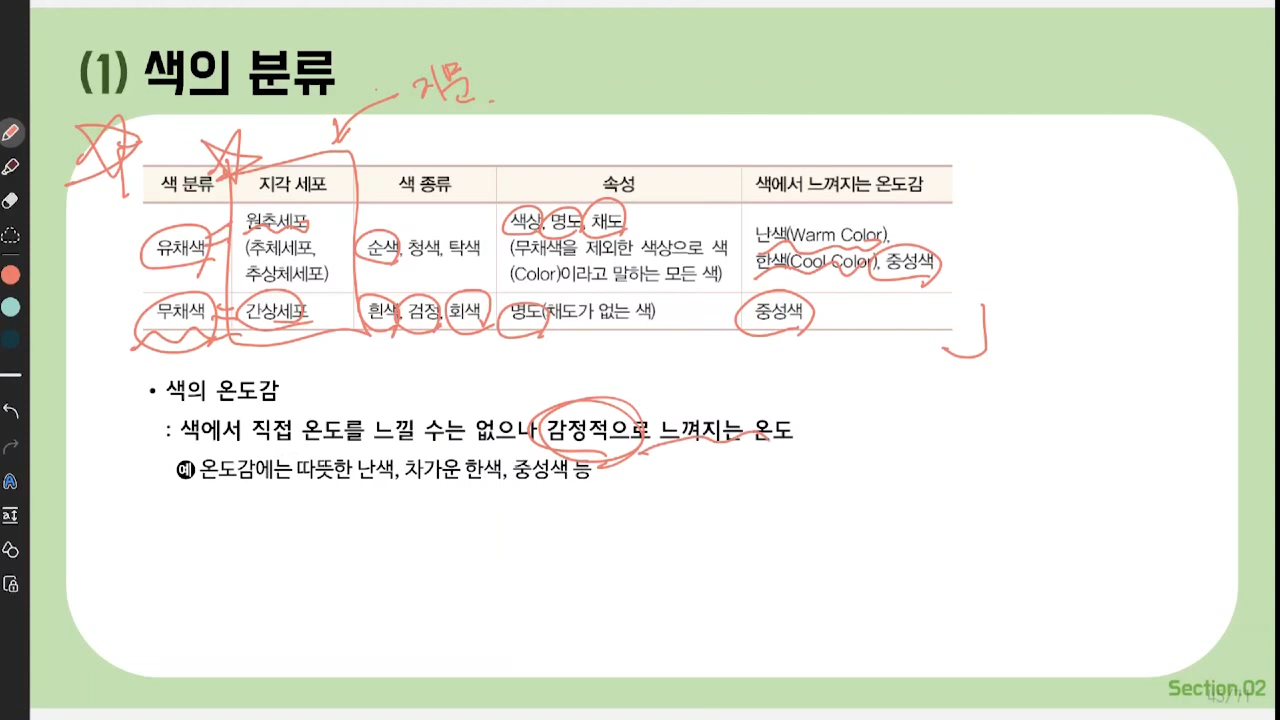 (1) 색의 분류
지문
색 분류 지각 세포 색 종류 속성 색에서 느껴지는 온도감
유채색
원추세포
(추체세포,
추상체세포)
순색, 청색, 탁색
색상, 명도, 채도
(무채색을 제외한 색상으로 색
(Color)이라고 말하는 모든 색)
난색(Warm Color),
한색(Cool Color), 중성색
무채색 간상세포 흰색, 검정, 회색 명도(채도가 없는 색) 중성색
• 색의 온도감
: 색에서 직접 온도를 느낄 수는 없으나 감정적으로 느껴지는 온도
예 온도감에는 따뜻한 난색, 차가운 한색, 중성색 등
Section.02